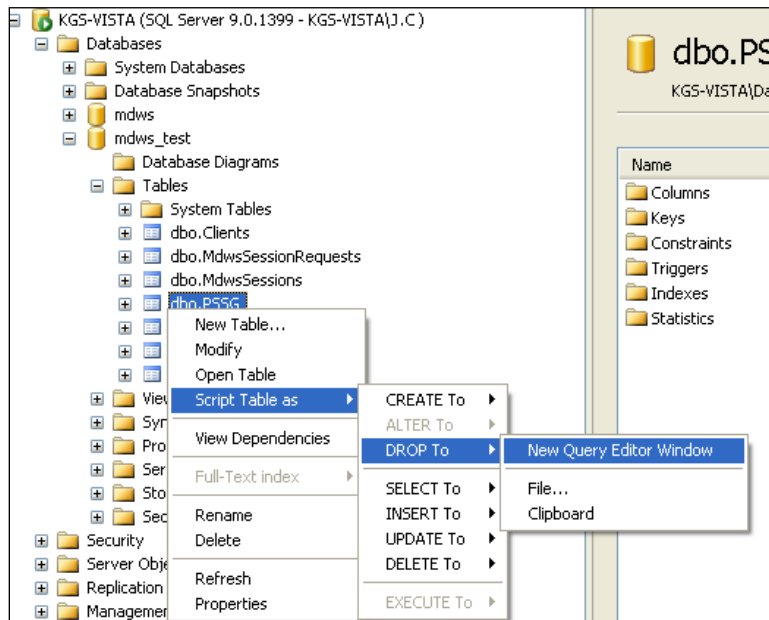 KGS-VISTA (SQL Server 9.0.1399 - KGS-VISTA\J.C)
Databases
System Databases
Database Snapshots
mdws
mdws_test
Database Diagrams
Tables
System Tables
dbo.Clients
dbo.MdwsSessionRequests
dbo.MdwsSessions
dbo.PSSG
Security
Replication
New Table...
Modify
Open Table
Script Table as
View Dependencies
Full-Text index
Rename
Delete
Refresh
Properties
CREATE To
ALTER To
DROP To
SELECT To
INSERT To
UPDATE To
DELETE To
EXECUTE To
New Query Editor Window
File...
Clipboard
dbo.PS
KGS-VISTA\Da
Name
Columns
Keys
Constraints
Triggers
Indexes
Statistics